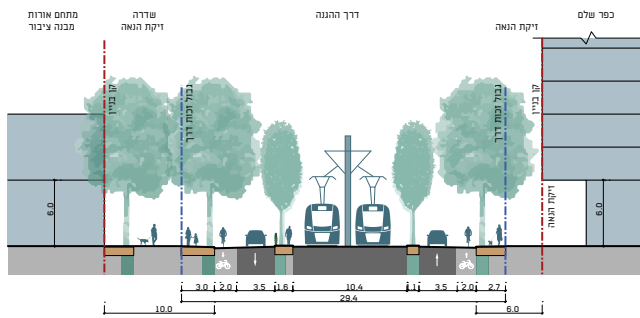 כפר שלם
זיקת הנאה
דרך ההגנה
שדרה
זיקת הנאה
מתחם אורות
מבנה ציבור
קו בניין
גבול זכות דרך
גבול זכות דרך
קו בניין
זיקת הנאה
6.0
6.0
3.0
2.0
3.5
1.6
10.4
1.1
3.5
2.0
2.7
29.4
10.0
6.0